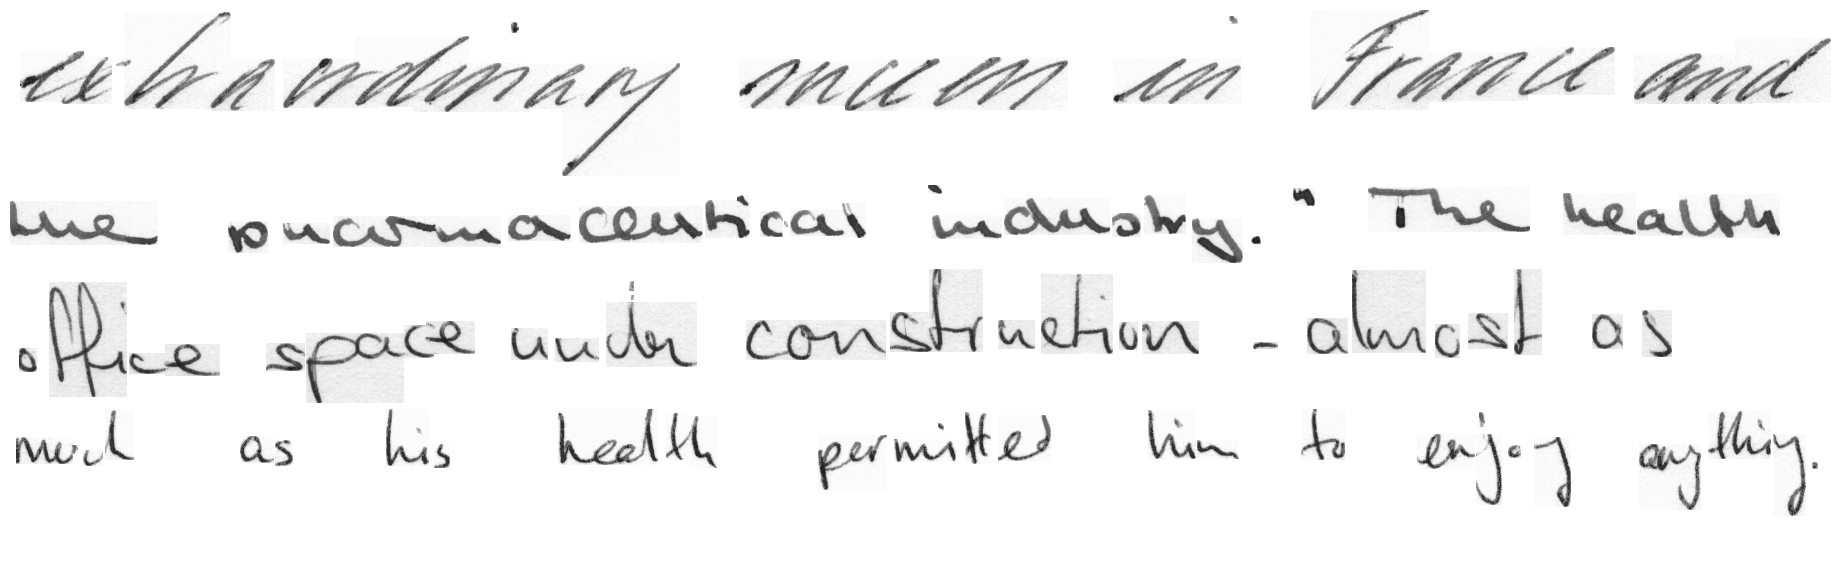 extraordinary success in France and
the pharmaceutical industry." The health
office space under construction - almost as
much as his health permitted him to enjoy anything.